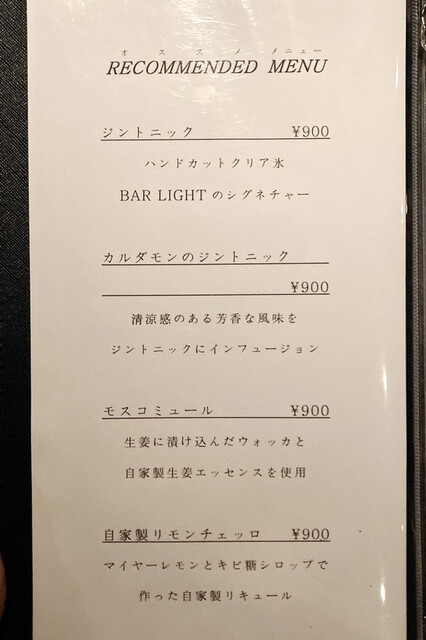 オススメ メニュー
RECOMMENDED MENU
ジントニック ¥900
ハンドカットクリア氷
BAR LIGHT のシグネチャー
カルダモンのジントニック
¥900
清涼感のある芳香な風味を
ジントニックにインフュージョン
モスコミュール ¥900
生姜に漬け込んだウォッカと
自家製生姜エッセンスを使用
自家製リモンチェッロ ¥900
マイヤーレモンとキビ糖シロップで
作った自家製リキュール